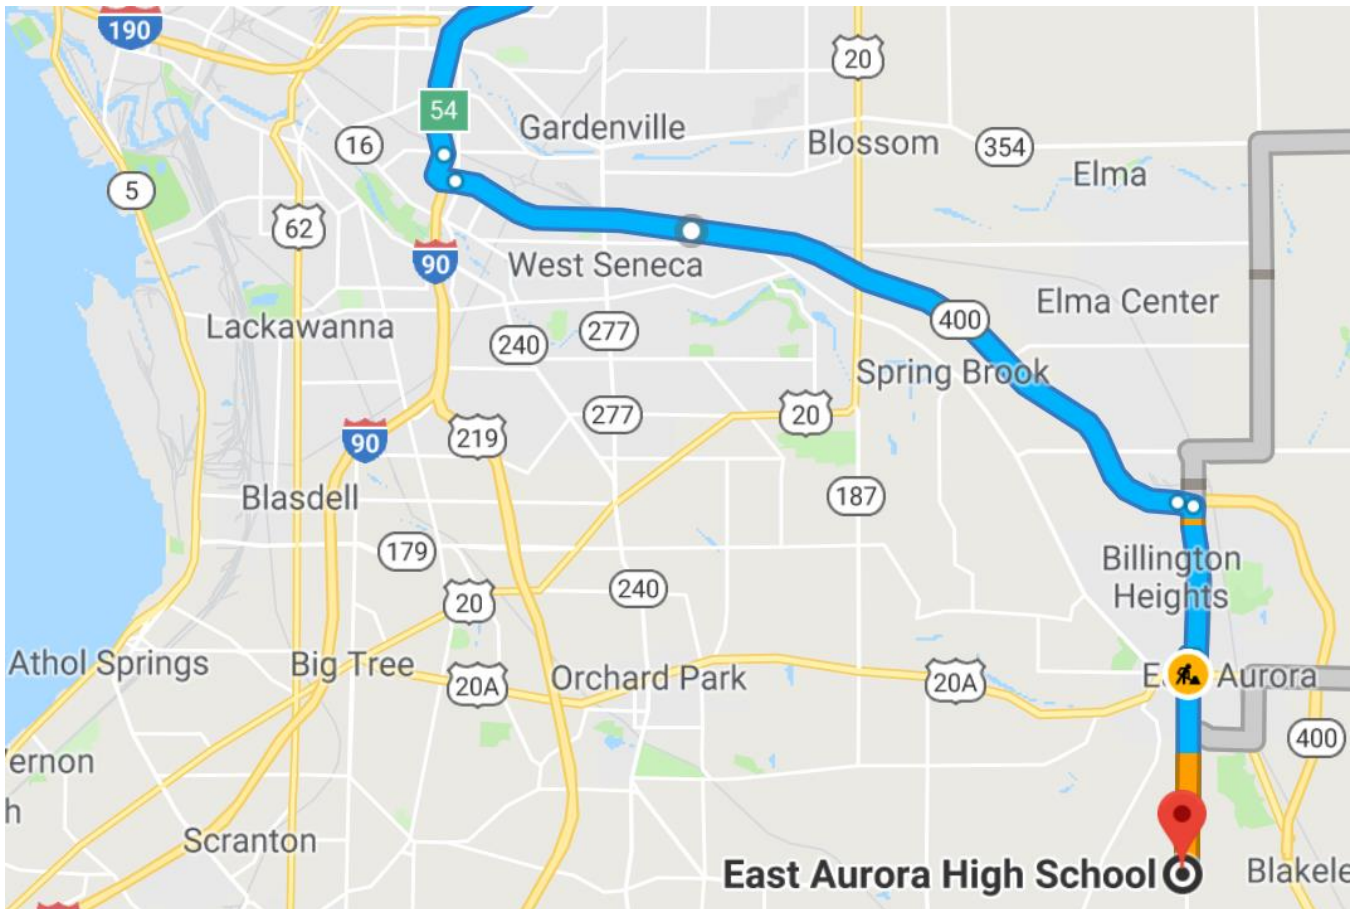 190
20
54
Gardenville
Blossom
16
354
Elma
5
62
90
West Seneca
Elma Center
Lackawanna
277
400
240
Spring Brook
277
20
219
90
Blasdell
187
179
Billington
Heights
20
240
Athol Springs
Big Tree
20A
Orchard Park
20A
Aurora
400
ernon
h
Scranton
East Aurora High School
Blakele